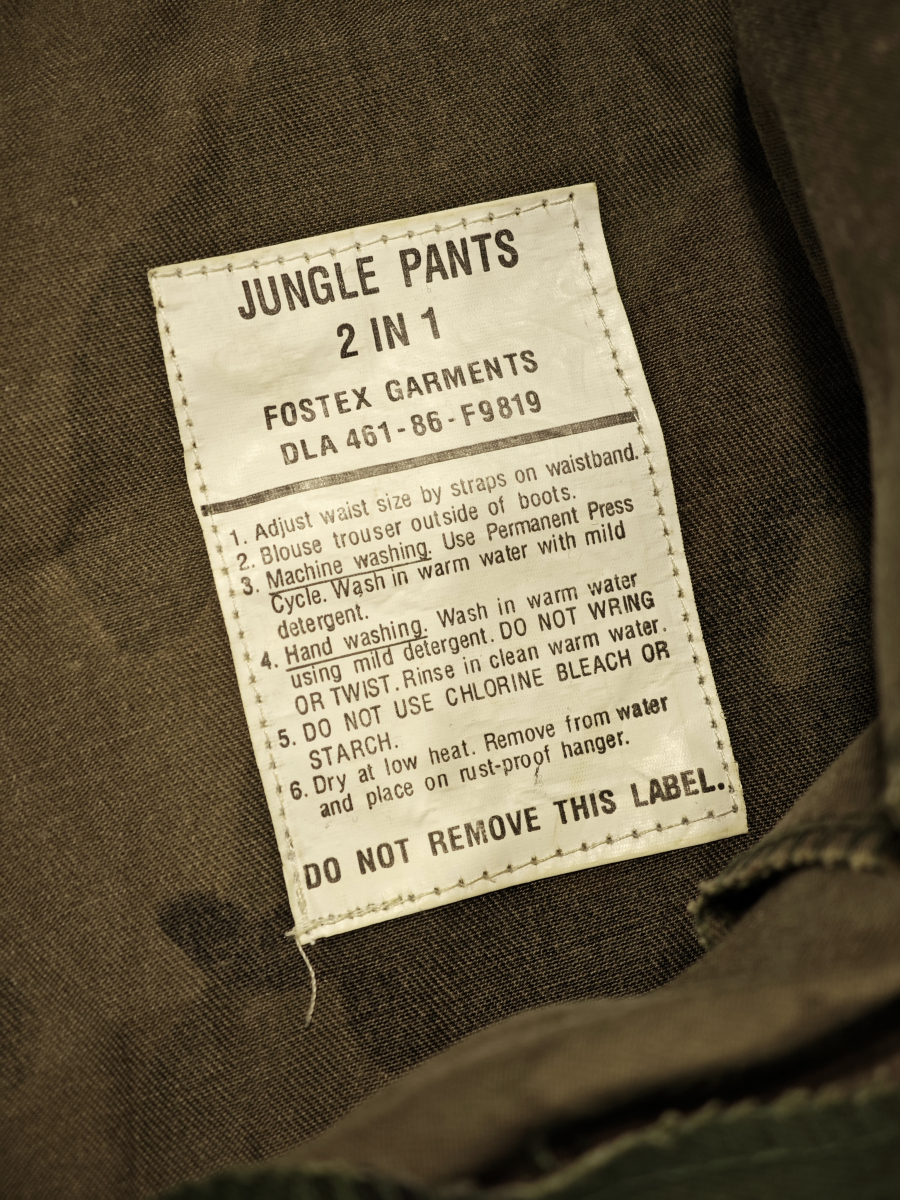 JUNGLE PANTS
2 IN 1
FOSTEX GARMENTS
DLA 461-86-F9819
1. Adjust waist size by straps on waistband.
2. Blouse trouser outside of boots.
3. Machine washing. Use Permanent Press
Cycle. Wash in warm water with mild
detergent.
4. Hand washing. Wash in warm water
using mild detergent. DO NOT WRING
OR TWIST. Rinse in clean warm water.
5. DO NOT USE CHLORINE BLEACH OR
STARCH.
6. Dry at low heat. Remove from water
and place on rust-proof hanger.
DO NOT REMOVE THIS LABEL.